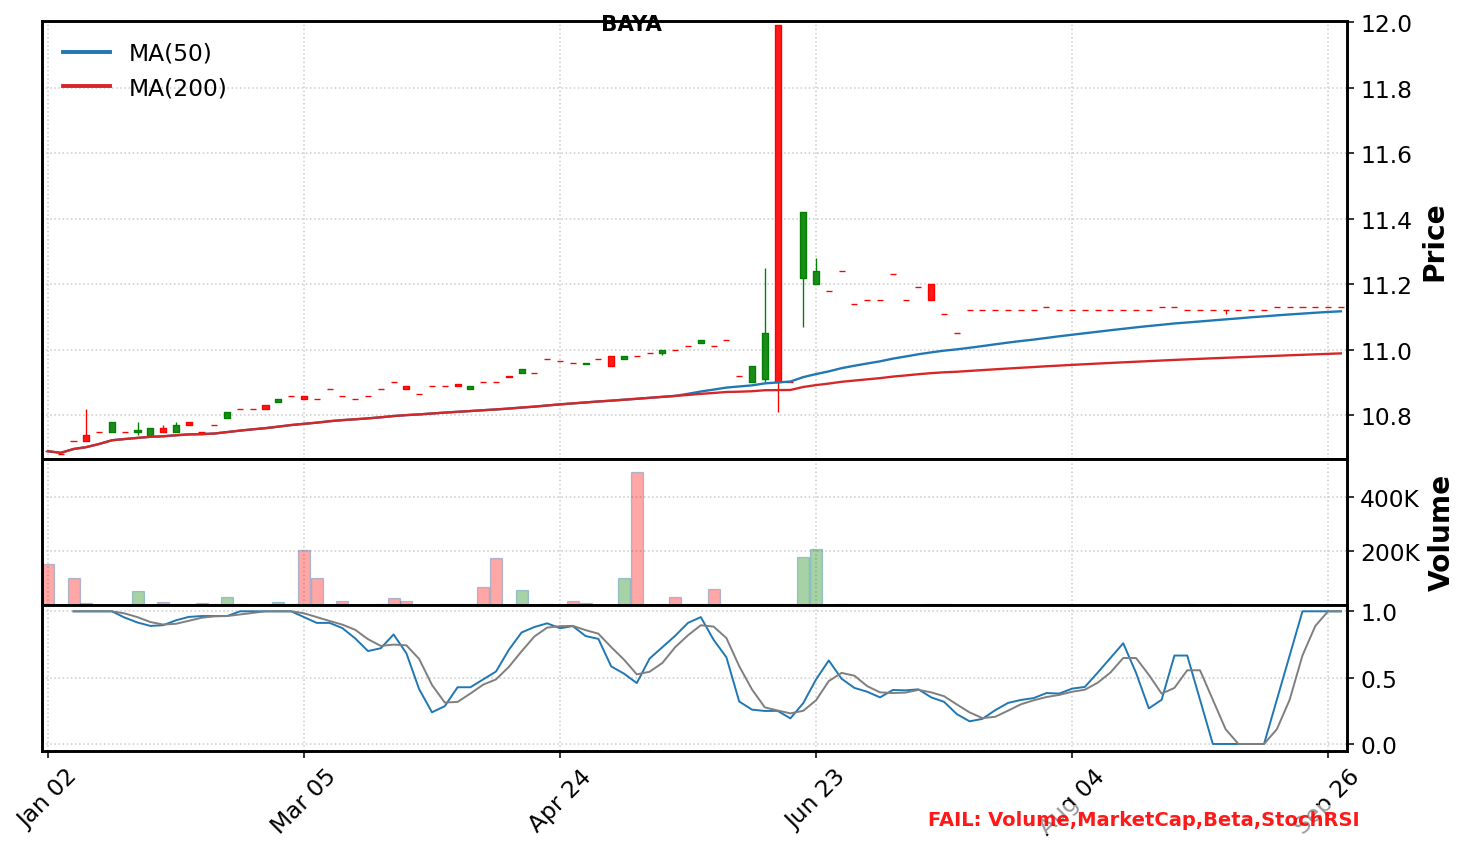 BAYA
MA(50)
MA(200)
12.0
11.8
11.6
11.4
11.2
11.0
10.8
Price
400K
200K
Volume
1.0
0.5
0.0
Jan 02
Mar 05
Apr 24
Jun 23
Aug 04
Sep 26
FAIL: Volume,MarketCap,Beta,StochRSI